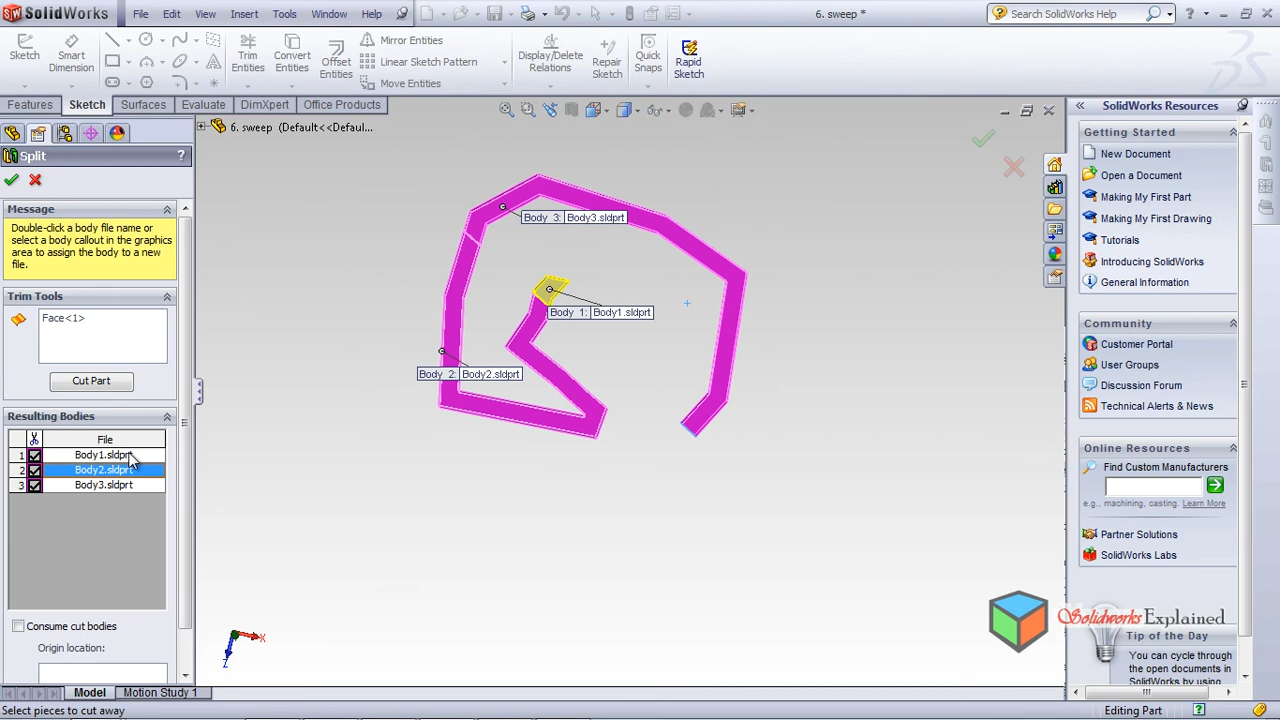 SolidWorks
File
Edit
View
Insert
Tools
Window
Help
6. sweep *
Search SolidWorks Help
Sketch
Smart
Dimension
Trim
Entities
Convert
Entities
Offset
Entities
Mirror Entities
Linear Sketch Pattern
Move Entities
Display/Delete
Relations
Repair
Sketch
Quick
Snaps
Rapid
Sketch
Features
Sketch
Surfaces
Evaluate
DimXpert
Office Products
6. sweep (Default<<Defaul...
Split
?
Message
Double-click a body file name or
select a body callout in the graphics
area to assign the body to a new
file.
Trim Tools
Face<1>
Cut Part
Resulting Bodies
File
1 Body1.sldprt
2 Body2.sldprt
3 Body3.sldprt
Consume cut bodies
Origin location:
Body 3: Body3.sldprt
Body 1: Body1.sldprt
Body 2: Body2.sldprt
X
Z
SolidWorks Resources
Getting Started
New Document
Open a Document
Making My First Part
Making My First Drawing
Tutorials
Introducing SolidWorks
General Information
Community
Customer Portal
User Groups
Discussion Forum
Technical Alerts & News
Online Resources
Find Custom Manufacturers
e.g., machining, casting. Learn More
Partner Solutions
SolidWorks Labs
Solidworks Explained
Tip of the Day
You can cycle through
the open documents in
SolidWorks by using
Model
Motion Study 1
Select pieces to cut away
Editing Part